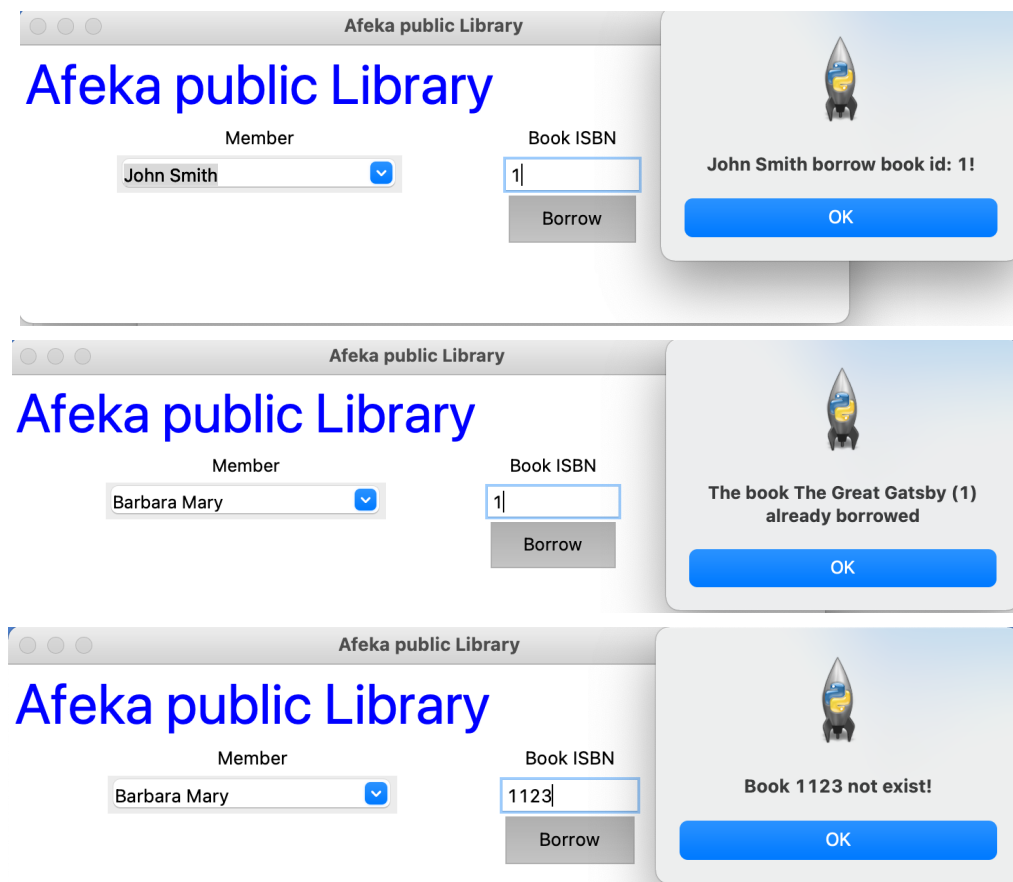 Afeka public Library
Afeka public Library
Member
Book ISBN
John Smith
1
Borrow
John Smith borrow book id: 1!
OK
Afeka public Library
Afeka public Library
Member
Book ISBN
Barbara Mary
1
Borrow
The book The Great Gatsby (1)
already borrowed
OK
Afeka public Library
Afeka public Library
Member
Book ISBN
Barbara Mary
1123
Borrow
Book 1123 not exist!
OK